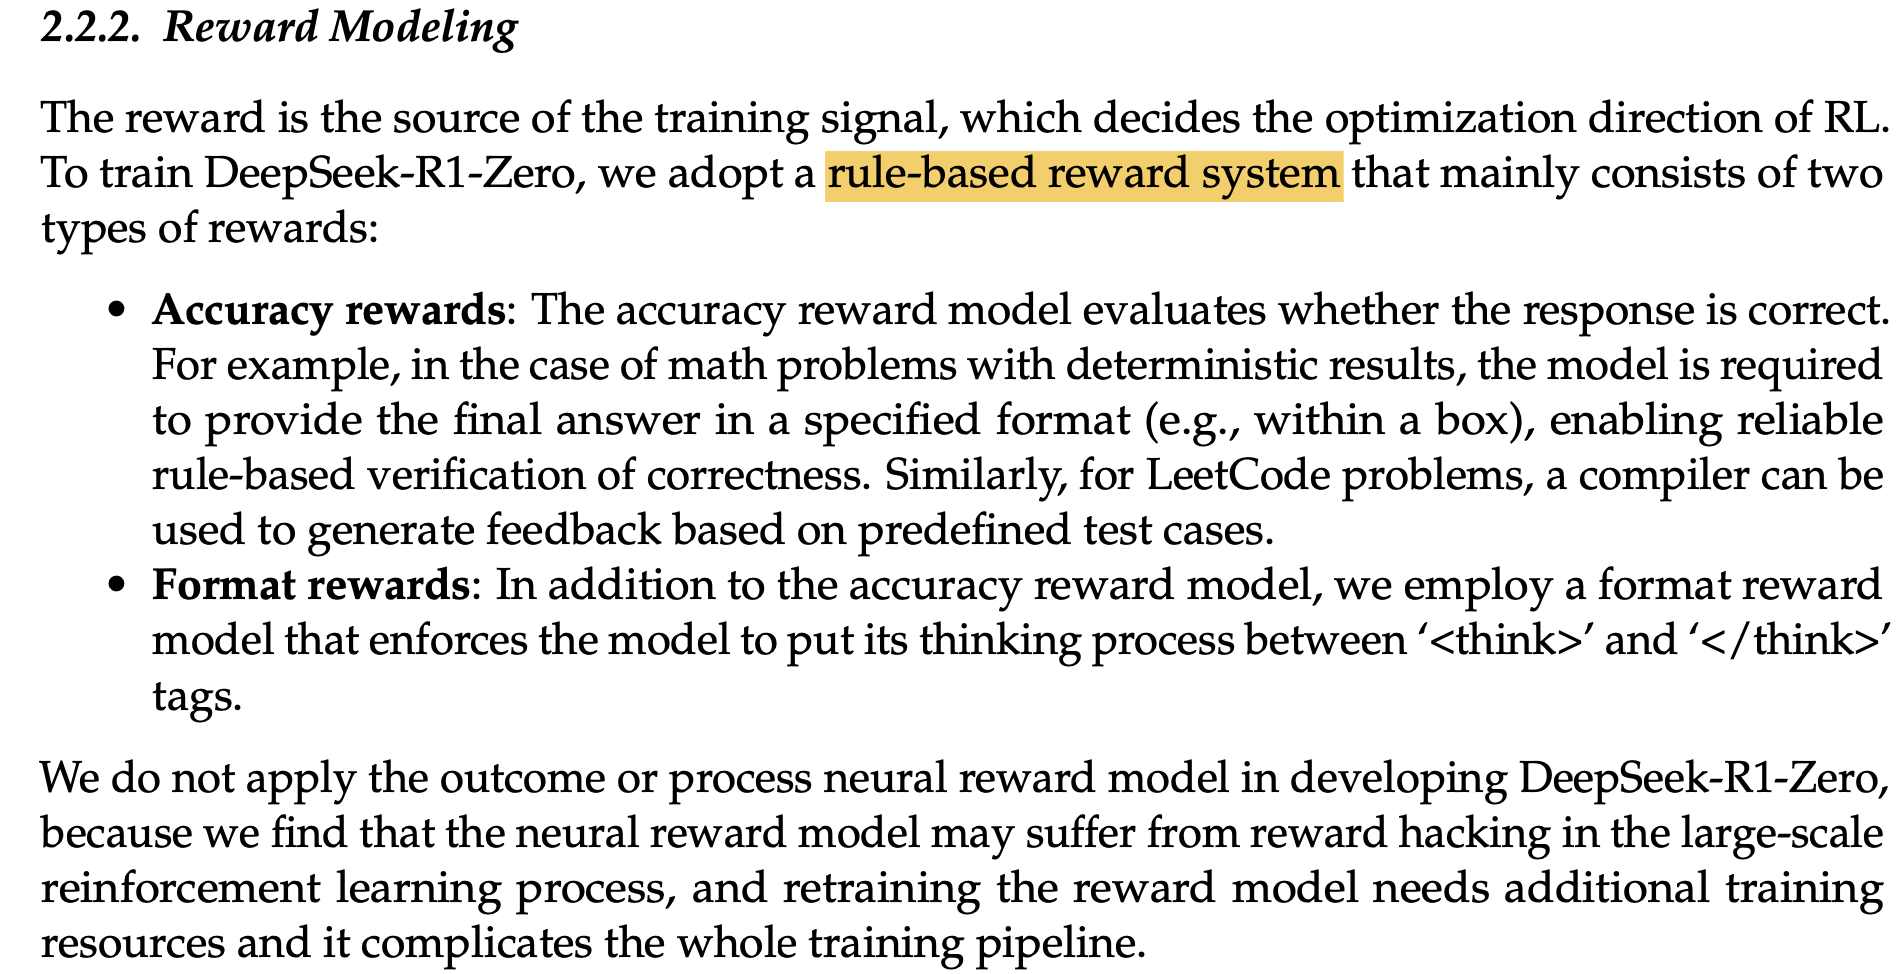 2.2.2. Reward Modeling
The reward is the source of the training signal, which decides the optimization direction of RL.
To train DeepSeek-R1-Zero, we adopt a rule-based reward system that mainly consists of two
types of rewards:
• Accuracy rewards: The accuracy reward model evaluates whether the response is correct.
For example, in the case of math problems with deterministic results, the model is required
to provide the final answer in a specified format (e.g., within a box), enabling reliable
rule-based verification of correctness. Similarly, for LeetCode problems, a compiler can be
used to generate feedback based on predefined test cases.
• Format rewards: In addition to the accuracy reward model, we employ a format reward
model that enforces the model to put its thinking process between ‘<think>’ and ‘</think>’
tags.
We do not apply the outcome or process neural reward model in developing DeepSeek-R1-Zero,
because we find that the neural reward model may suffer from reward hacking in the large-scale
reinforcement learning process, and retraining the reward model needs additional training
resources and it complicates the whole training pipeline.